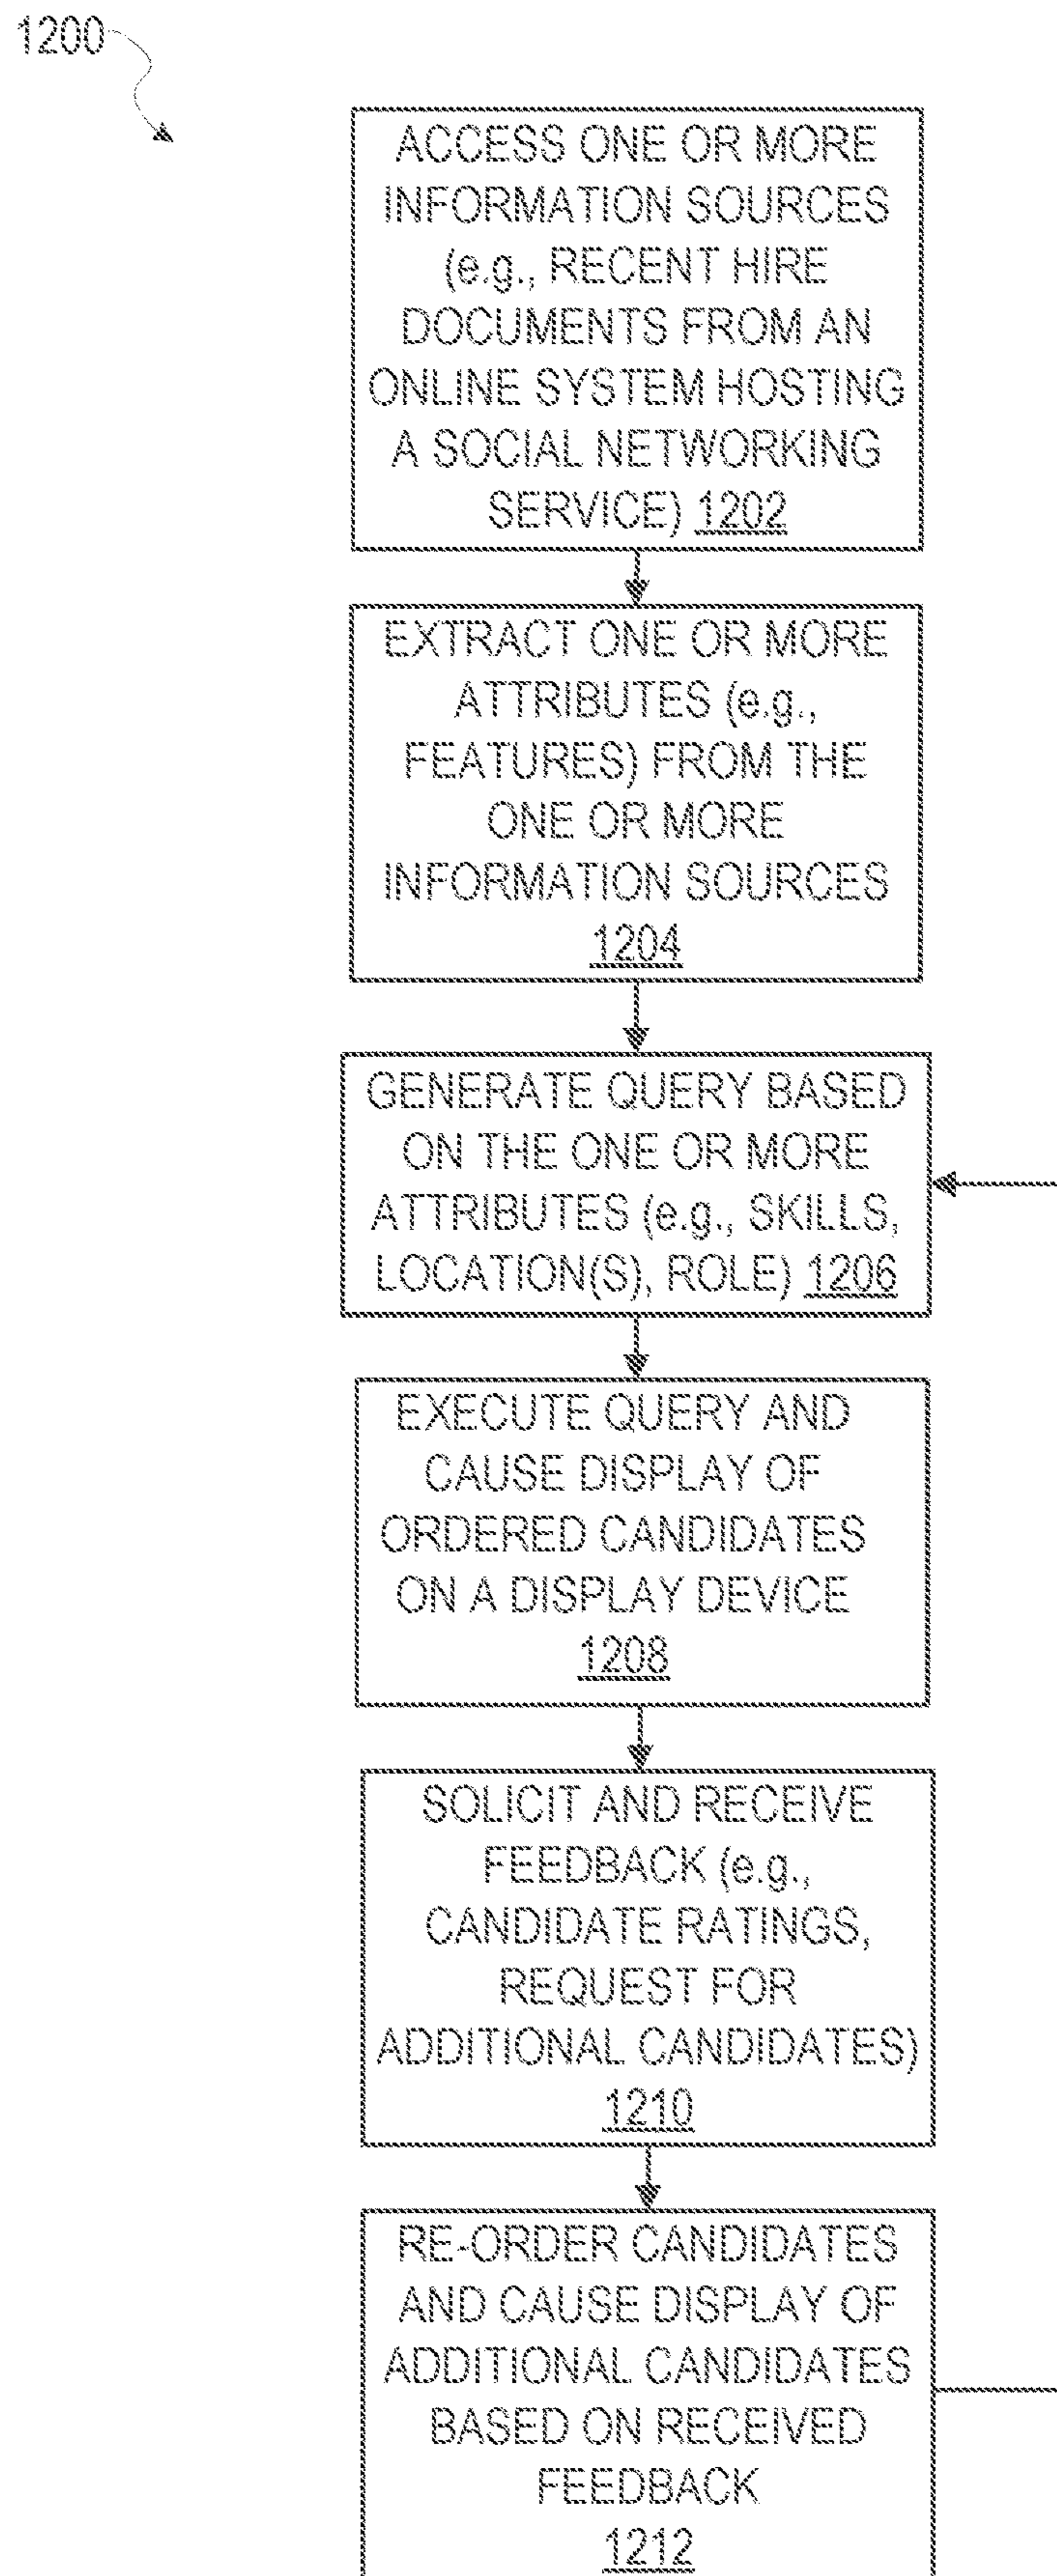 1200
ACCESS ONE OR MORE
INFORMATION SOURCES
(e.g., RECENT HIRE
DOCUMENTS FROM AN
ONLINE SYSTEM HOSTING
A SOCIAL NETWORKING
SERVICE) 1202
EXTRACT ONE OR MORE
ATTRIBUTES (e.g.,
FEATURES) FROM THE
ONE OR MORE
INFORMATION SOURCES
1204
GENERATE QUERY BASED
ON THE ONE OR MORE
ATTRIBUTES (e.g., SKILLS,
LOCATION(S), ROLE) 1206
EXECUTE QUERY AND
CAUSE DISPLAY OF
ORDERED CANDIDATES
ON A DISPLAY DEVICE
1208
SOLICIT AND RECEIVE
FEEDBACK (e.g.,
CANDIDATE RATINGS,
REQUEST FOR
ADDITIONAL CANDIDATES)
1210
RE-ORDER CANDIDATES
AND CAUSE DISPLAY OF
ADDITIONAL CANDIDATES
BASED ON RECEIVED
FEEDBACK
1212